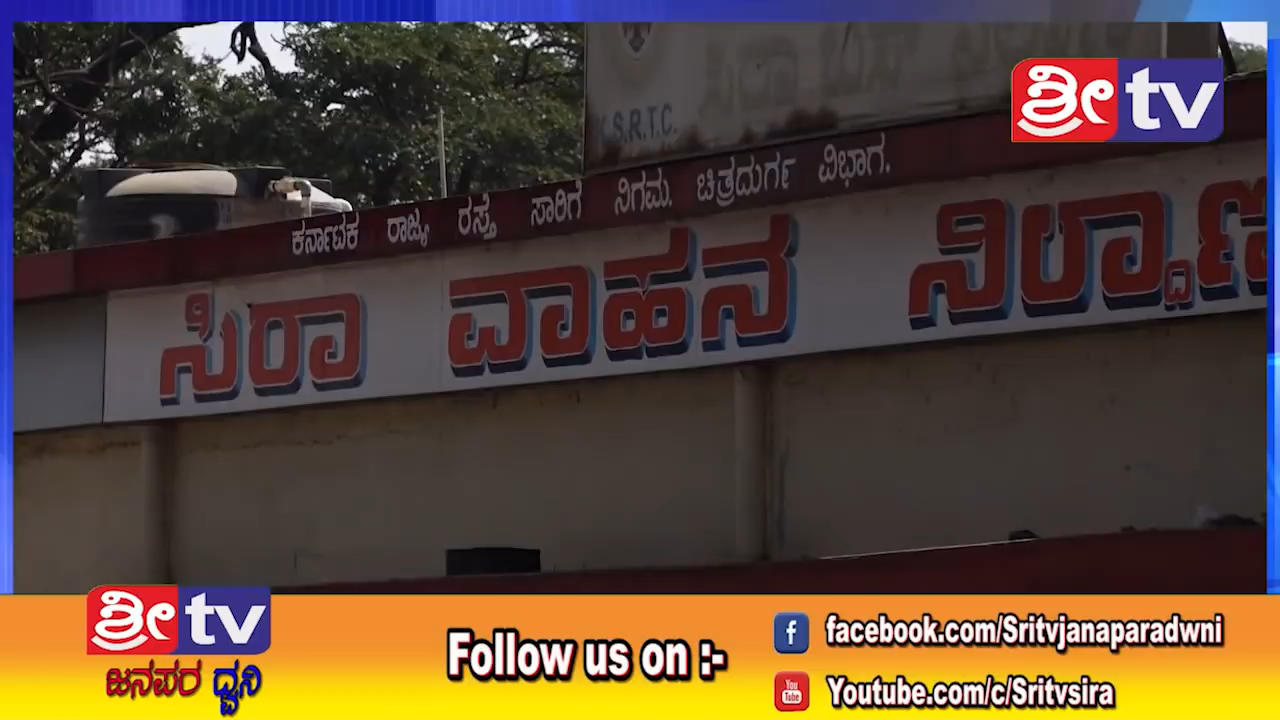 ಶ್ರೀ tv
K.S.R.T.C.
ಕರ್ನಾಟಕ ರಾಜ್ಯ ರಸ್ತೆ ಸಾರಿಗೆ ನಿಗಮ. ಚಿತ್ರದುರ್ಗ ವಿಭಾಗ.
ಸಿರಾ ವಾಹನ ನಿಲ್ದಾಣ
ಶ್ರೀ tv
ಜನಪರ ಧ್ವನಿ
Follow us on :-
facebook.com/Sritvjanaparadwni
Youtube.com/c/Sritvsira